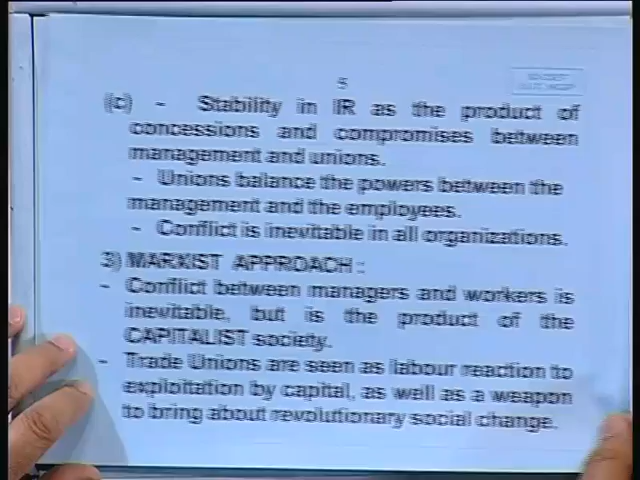 5
(c) - Stability in IR as the product of
concessions and compromises between
management and unions.
- Unions balance the powers between the
management and the employees.
- Conflict is inevitable in all organizations.
3) MARXIST APPROACH :
- Conflict between managers and workers is
inevitable, but is the product of the
CAPITALIST society.
- Trade Unions are seen as labour reaction to
exploitation by capital, as well as a weapon
to bring about revolutionary social change.